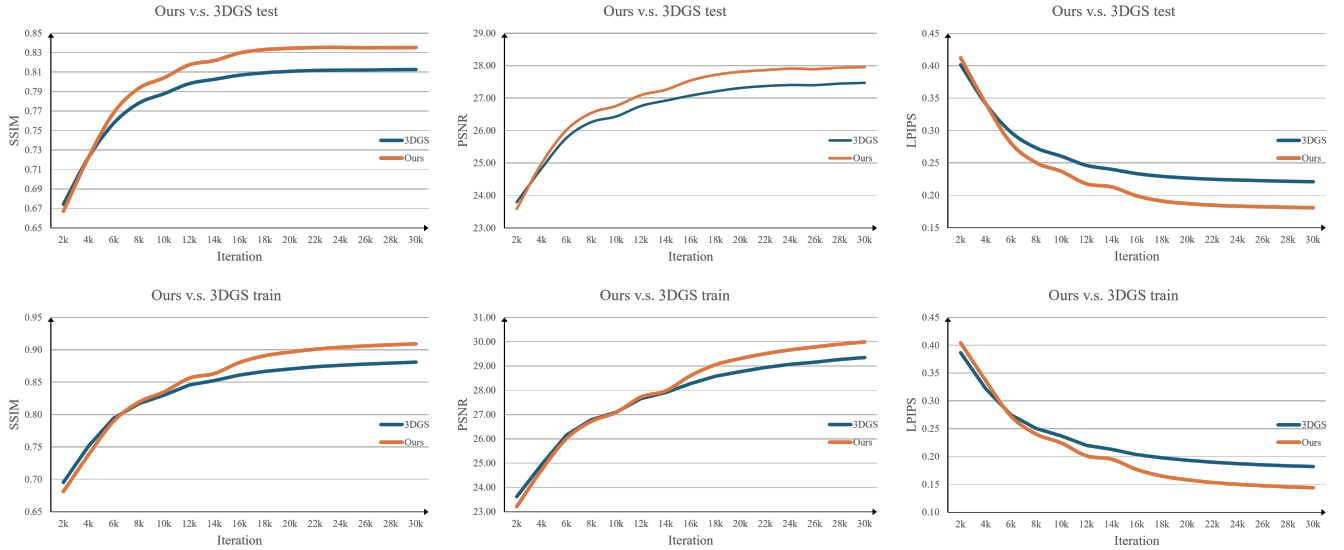 Ours v.s. 3DGS test
SSIM
0.85
0.83
0.81
0.79
0.77
0.75
0.73
0.71
0.69
0.67
0.65
2k 4k 6k 8k 10k 12k 14k 16k 18k 20k 22k 24k 26k 28k 30k
Iteration
3DGS
Ours
Ours v.s. 3DGS test
PSNR
29.00
28.00
27.00
26.00
25.00
24.00
23.00
2k 4k 6k 8k 10k 12k 14k 16k 18k 20k 22k 24k 26k 28k 30k
Iteration
3DGS
Ours
Ours v.s. 3DGS test
LPIPS
0.45
0.40
0.35
0.30
0.25
0.20
0.15
2k 4k 6k 8k 10k 12k 14k 16k 18k 20k 22k 24k 26k 28k 30k
Iteration
3DGS
Ours
Ours v.s. 3DGS train
SSIM
0.95
0.90
0.85
0.80
0.75
0.70
0.65
2k 4k 6k 8k 10k 12k 14k 16k 18k 20k 22k 24k 26k 28k 30k
Iteration
3DGS
Ours
Ours v.s. 3DGS train
PSNR
31.00
30.00
29.00
28.00
27.00
26.00
25.00
24.00
23.00
2k 4k 6k 8k 10k 12k 14k 16k 18k 20k 22k 24k 26k 28k 30k
Iteration
3DGS
Ours
Ours v.s. 3DGS train
LPIPS
0.45
0.40
0.35
0.30
0.25
0.20
0.15
0.10
2k 4k 6k 8k 10k 12k 14k 16k 18k 20k 22k 24k 26k 28k 30k
Iteration
3DGS
Ours